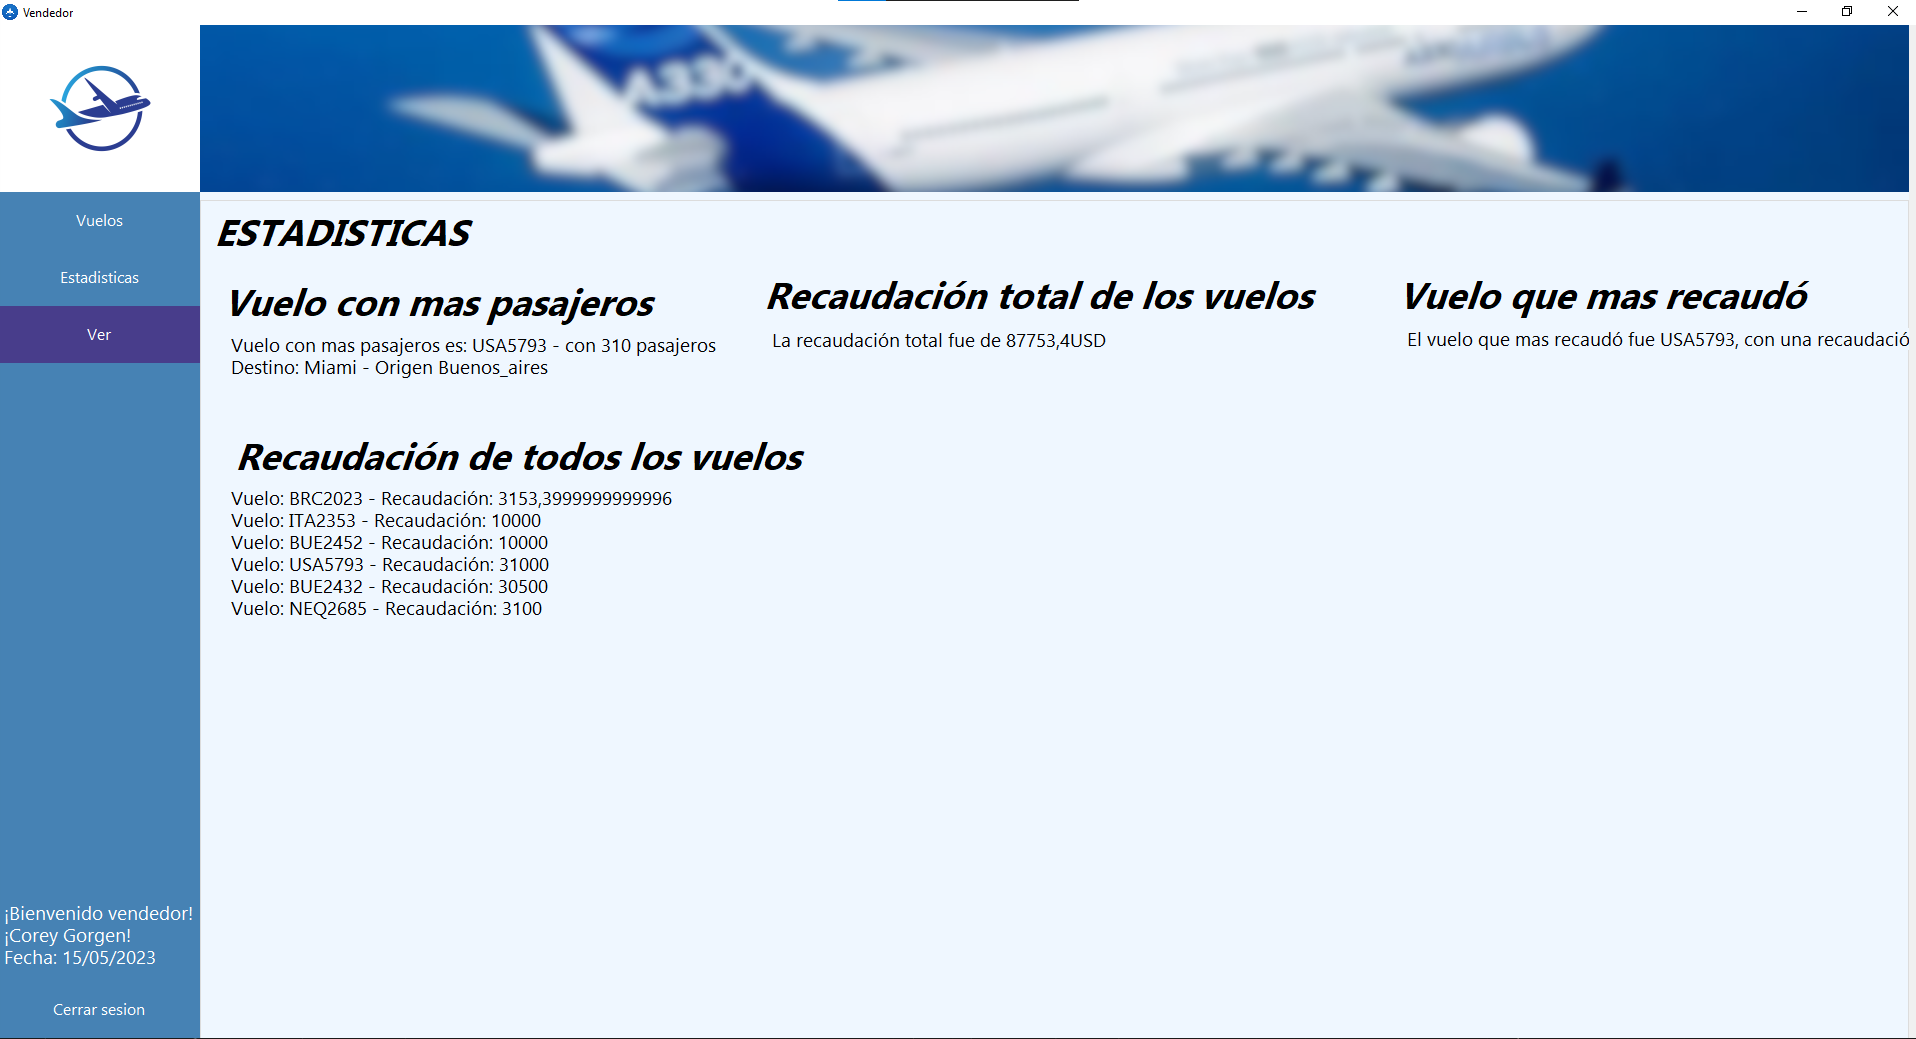 Vendedor
A330
Vuelos
Estadisticas
Ver
ESTADISTICAS
Vuelo con mas pasajeros
Vuelo con mas pasajeros es: USA5793 - con 310 pasajeros
Destino: Miami - Origen Buenos_aires
Recaudación total de los vuelos
La recaudación total fue de 87753,4USD
Vuelo que mas recaudó
El vuelo que mas recaudó fue USA5793, con una recaudació
Recaudación de todos los vuelos
Vuelo: BRC2023 - Recaudación: 3153,3999999999996
Vuelo: ITA2353 - Recaudación: 10000
Vuelo: BUE2452 - Recaudación: 10000
Vuelo: USA5793 - Recaudación: 31000
Vuelo: BUE2432 - Recaudación: 30500
Vuelo: NEQ2685 - Recaudación: 3100
¡Bienvenido vendedor!
¡Corey Gorgen!
Fecha: 15/05/2023
Cerrar sesion